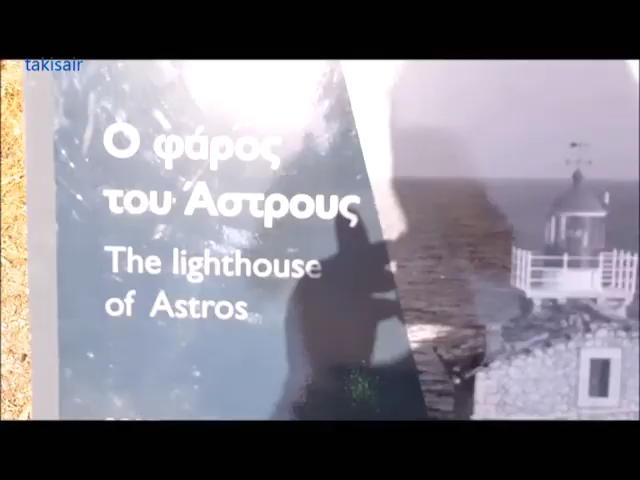 takisair
Ο φάρος
του Άστρους
The lighthouse
of Astros